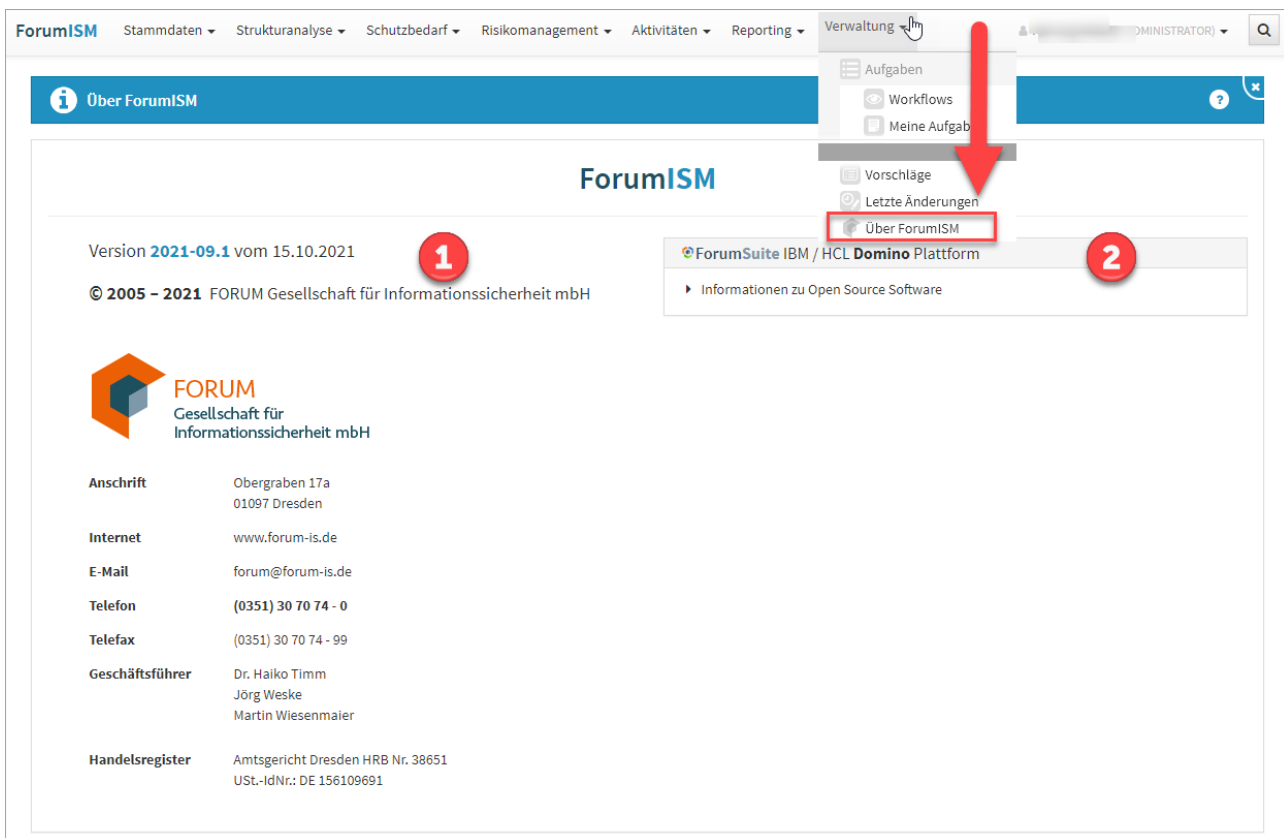 ForumISM Stammdaten Strukturanalyse Schutzbedarf Risikomanagement Aktivitäten Reporting Verwaltung
Aufgaben
Workflows
Meine Aufgab
Vorschläge
Letzte Änderungen
Über ForumISM
Über ForumISM ?
ForumISM
Version 2021-09.1 vom 15.10.2021
1
© 2005 – 2021 FORUM Gesellschaft für Informationssicherheit mbH
ForumSuite IBM / HCL Domino Plattform
2
Informationen zu Open Source Software
FORUM
Gesellschaft für
Informationssicherheit mbH
Anschrift Obergraben 17a
01097 Dresden
Internet www.forum-is.de
E-Mail forum@forum-is.de
Telefon (0351) 30 70 74 - 0
Telefax (0351) 30 70 74 - 99
Geschäftsführer Dr. Haiko Timm
Jörg Weske
Martin Wiesenmaier
Handelsregister Amtsgericht Dresden HRB Nr. 38651
USt.-IdNr.: DE 156109691